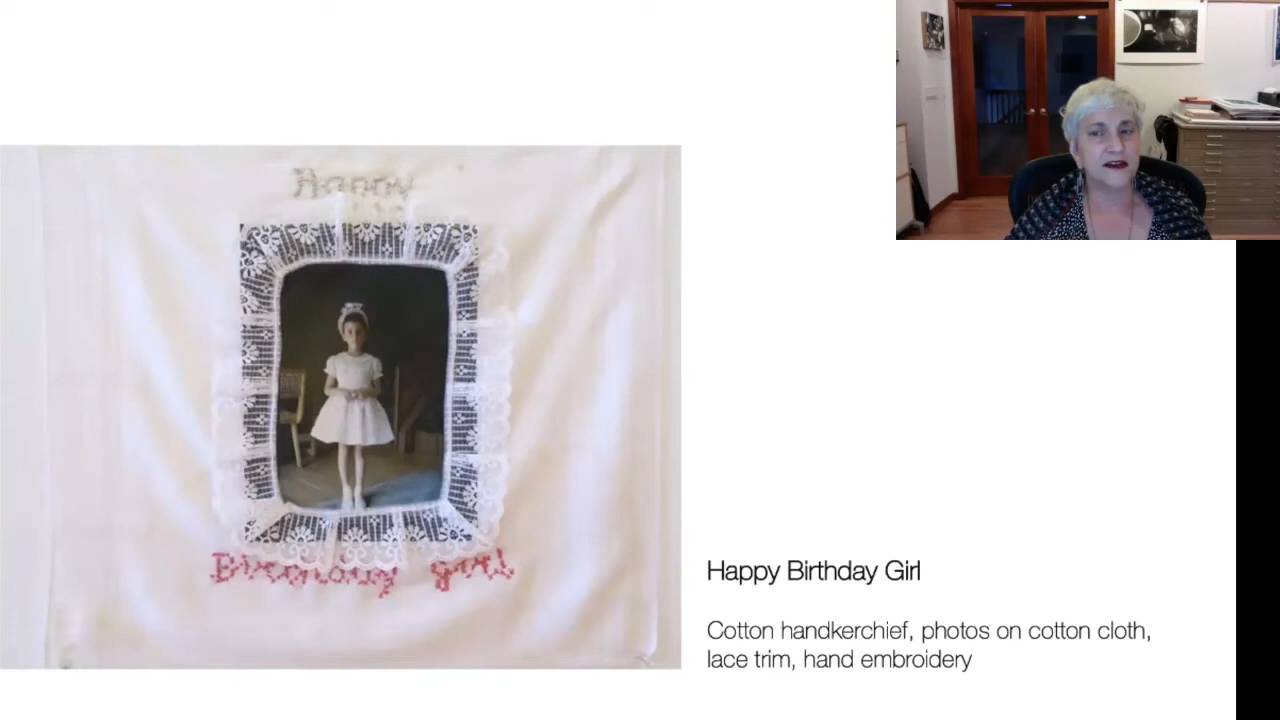 Happy
Birthday girl
Happy Birthday Girl
Cotton handkerchief, photos on cotton cloth,
lace trim, hand embroidery